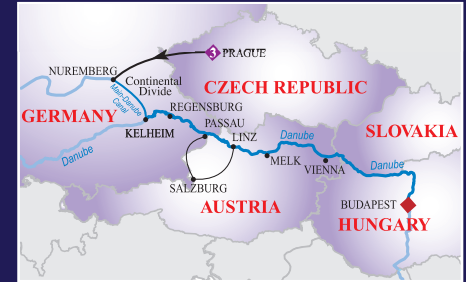 3 PRAGUE
NUREMBERG
Continental
Divide
CZECH REPUBLIC
Main-Danube
Canal
REGENSBURG
GERMANY
KELHEIM
PASSAU
SLOVAKIA
LINZ
Danube
Danube
MELK
Danube
VIENNA
SALZBURG
AUSTRIA
BUDAPEST
HUNGARY